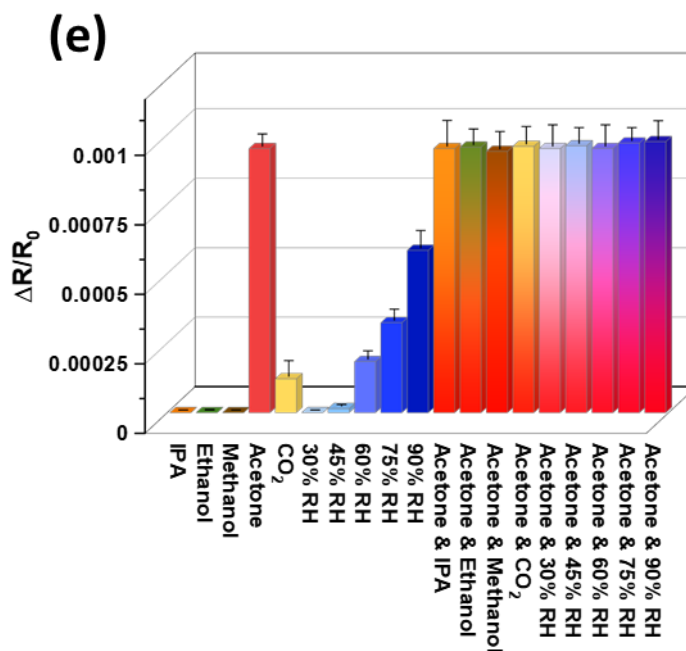 (e)
ΔR/R₀
0.001
0.00075
0.0005
0.00025
0
IPA
Ethanol
Methanol
Acetone
CO₂
30% RH
45% RH
60% RH
75% RH
90% RH
Acetone & IPA
Acetone & Ethanol
Acetone & Methanol
Acetone & CO₂
Acetone & 30% RH
Acetone & 45% RH
Acetone & 60% RH
Acetone & 75% RH
Acetone & 90% RH